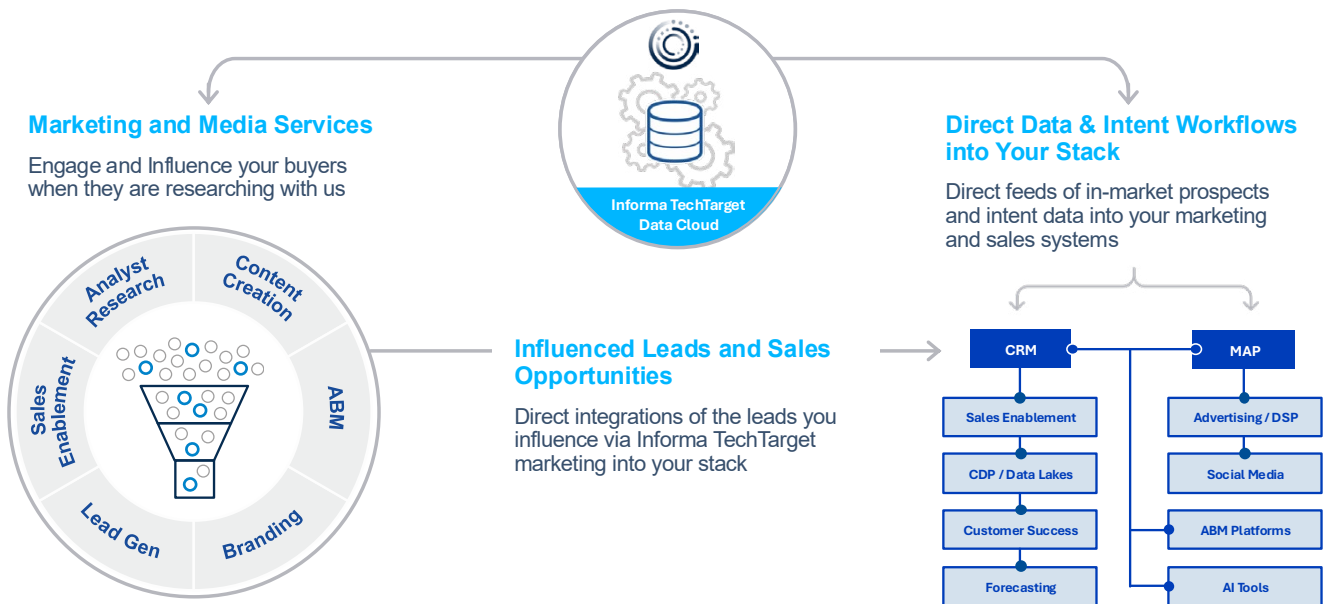 Informa TechTarget
Data Cloud
Marketing and Media Services
Engage and Influence your buyers
when they are researching with us
Analyst
Research
Content
Creation
ABM
Branding
Lead Gen
Sales
Enablement
Influenced Leads and Sales
Opportunities
Direct integrations of the leads you
influence via Informa TechTarget
marketing into your stack
Direct Data & Intent Workflows
into Your Stack
Direct feeds of in-market prospects
and intent data into your marketing
and sales systems
CRM
Sales Enablement
CDP / Data Lakes
Customer Success
Forecasting
MAP
Advertising / DSP
Social Media
ABM Platforms
AI Tools